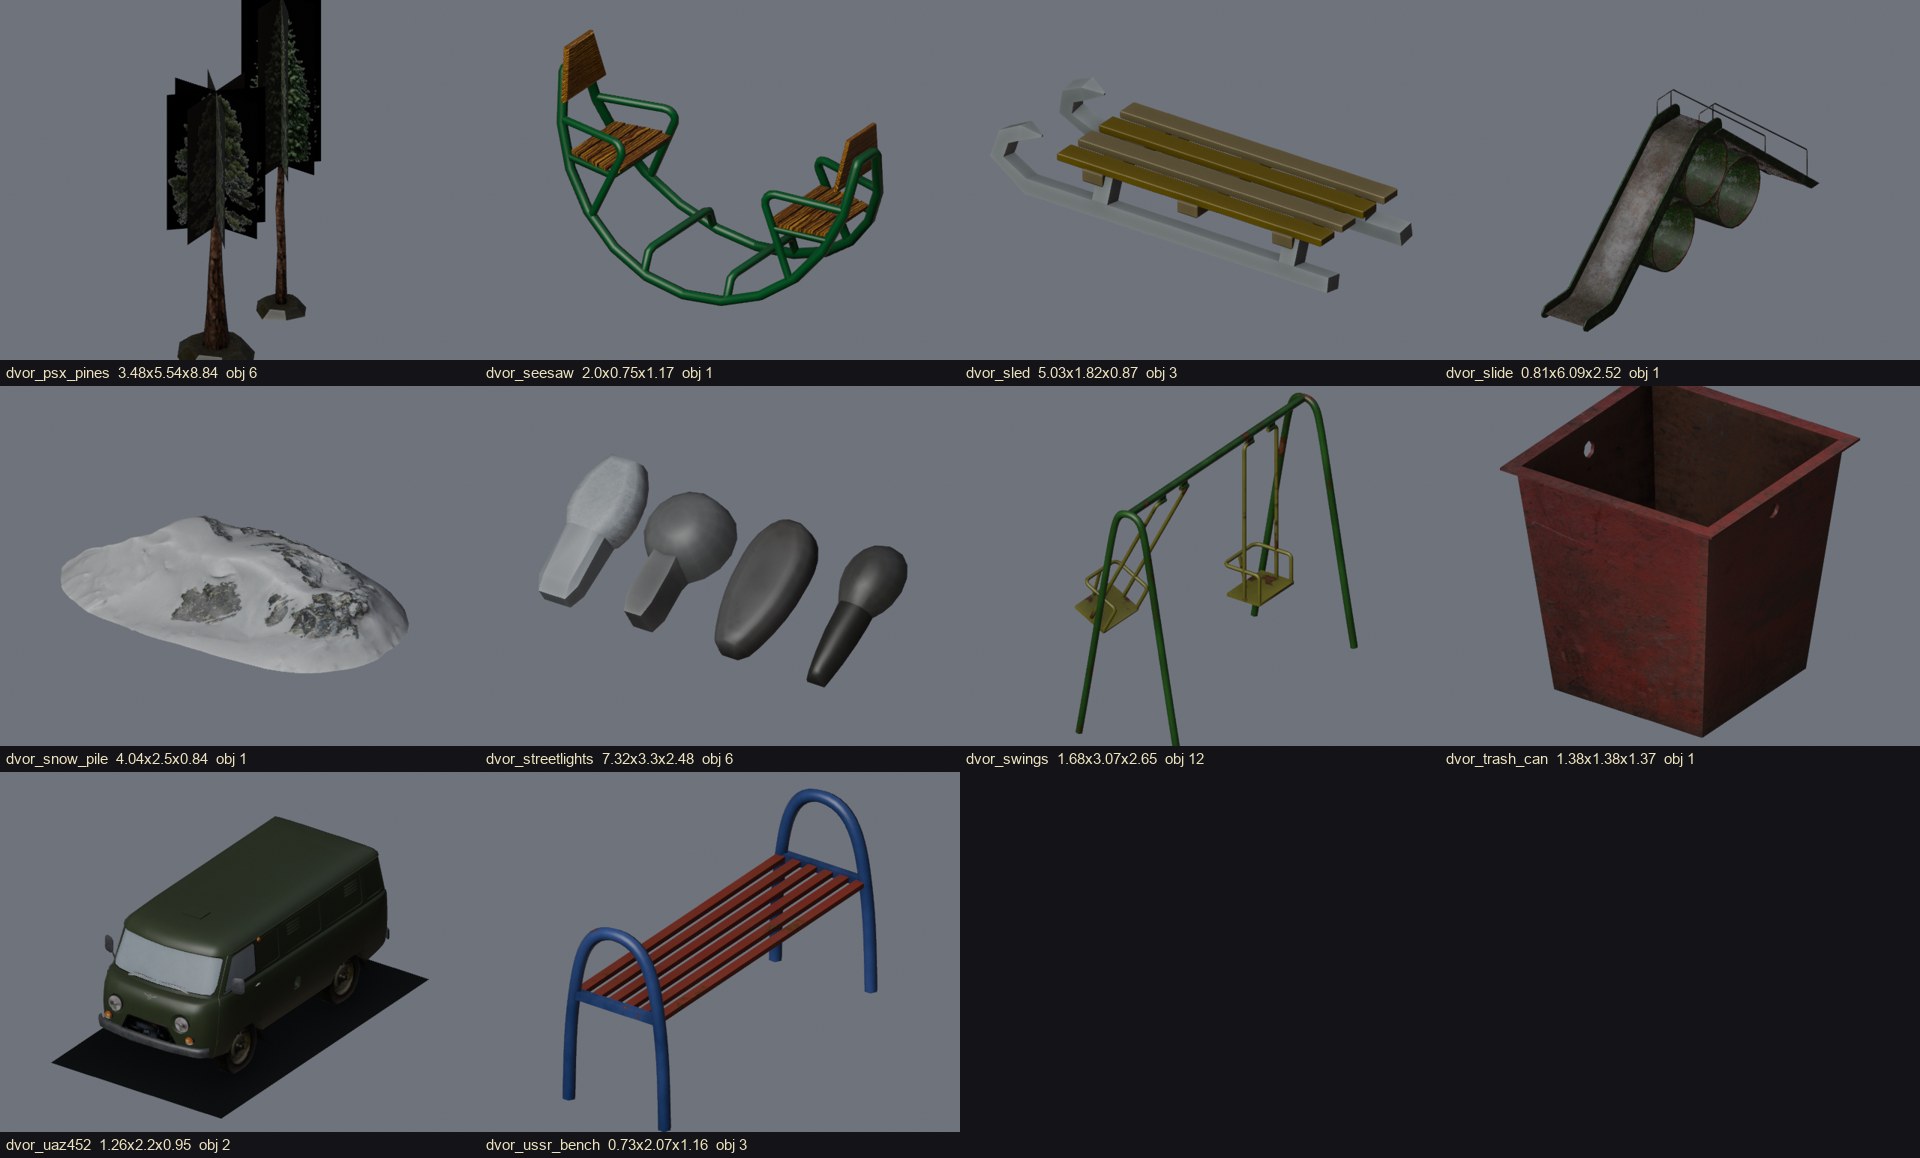 dvor_psx_pines 3.48x5.54x8.84 obj 6
dvor_seesaw 2.0x0.75x1.17 obj 1
dvor_sled 5.03x1.82x0.87 obj 3
dvor_slide 0.81x6.09x2.52 obj 1
dvor_snow_pile 4.04x2.5x0.84 obj 1
dvor_streetlights 7.32x3.3x2.48 obj 6
dvor_swings 1.68x3.07x2.65 obj 12
dvor_trash_can 1.38x1.38x1.37 obj 1
dvor_uaz452 1.26x2.2x0.95 obj 2
dvor_ussr_bench 0.73x2.07x1.16 obj 3